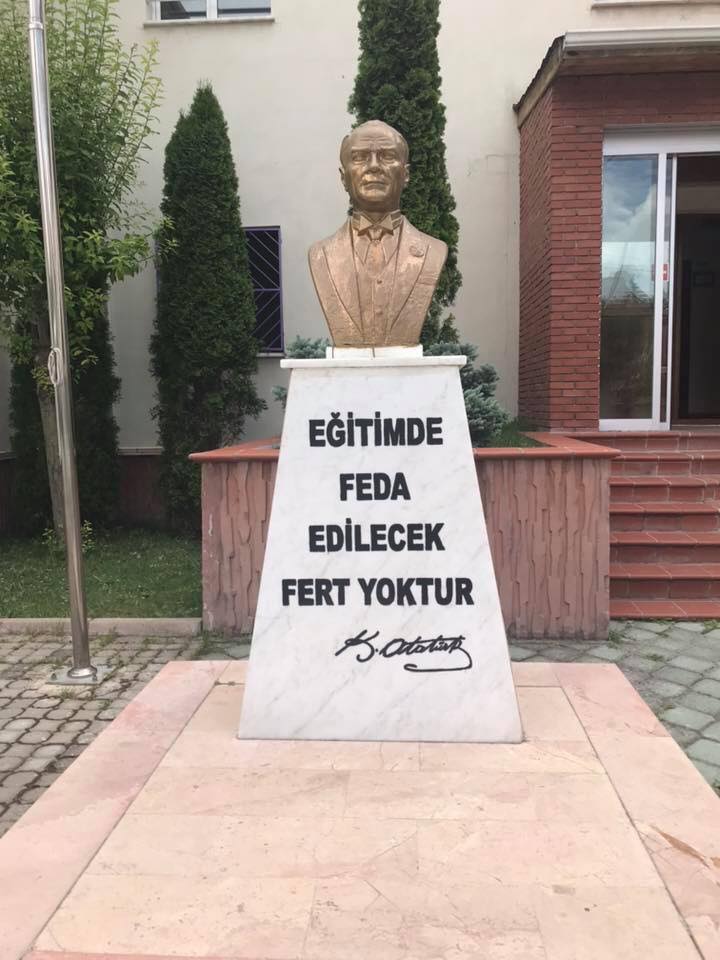 EĞİTİMDE
FEDA
EDİLECEK
FERT YOKTUR
K. Atatürk